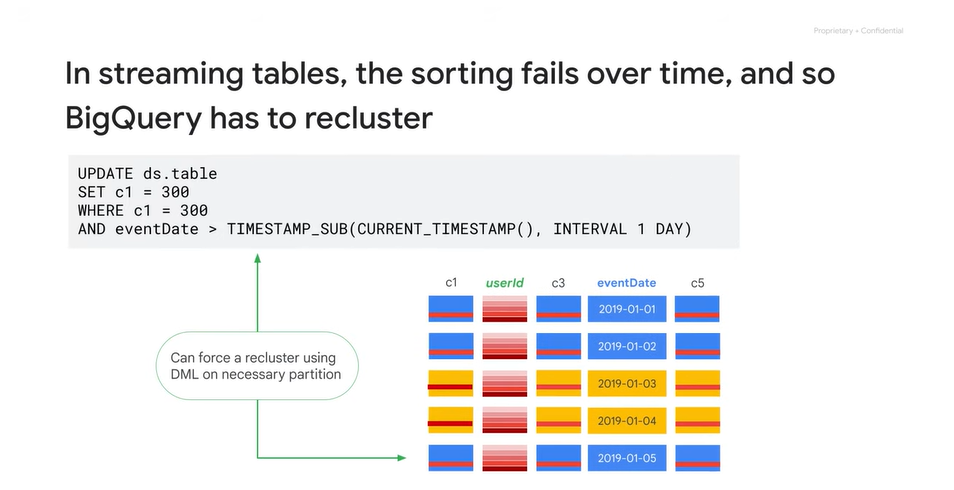 Proprietary + Confidential
In streaming tables, the sorting fails over time, and so
BigQuery has to recluster
UPDATE ds.table
SET c1 = 300
WHERE c1 = 300
AND eventDate > TIMESTAMP_SUB(CURRENT_TIMESTAMP(), INTERVAL 1 DAY)
Can force a recluster using
DML on necessary partition
c1 userId c3 eventDate c5
2019-01-01
2019-01-02
2019-01-03
2019-01-04
2019-01-05